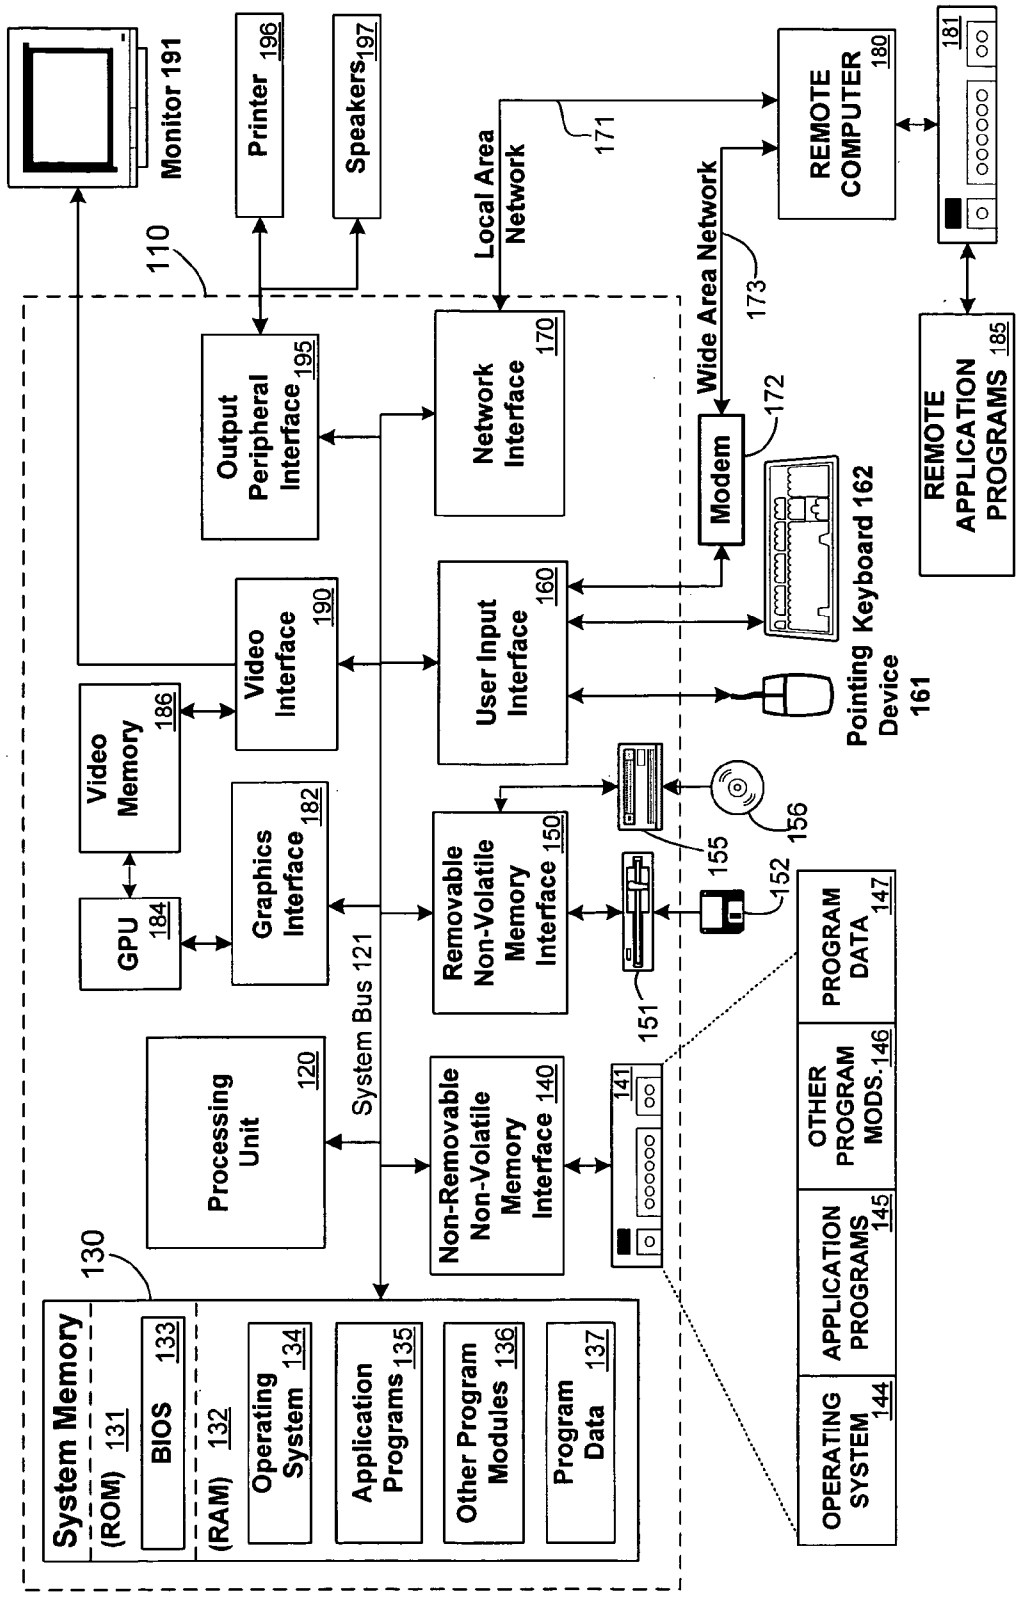 System Memory
130
(ROM) 131
BIOS 133
(RAM) 132
Operating
System 134
Application
Programs 135
Other Program
Modules 136
Program
Data 137
Processing
Unit
120
System Bus 121
GPU
184
Video
Memory
186
Graphics
Interface
182
Video
Interface
190
Output
Peripheral
Interface
195
110
Monitor 191
Printer
196
Speakers
197
Non-Removable
Non-Volatile
Memory
Interface
140
Removable
Non-Volatile
Memory
Interface
150
User Input
Interface
160
Network
Interface
170
Local Area
Network
171
Wide Area Network
173
Modem
172
141
151
152
155
156
Pointing
Device
161
Keyboard 162
REMOTE
COMPUTER
180
181
REMOTE
APPLICATION
PROGRAMS
185
OPERATING
SYSTEM
144
APPLICATION
PROGRAMS
145
OTHER
PROGRAM
MODS.
146
PROGRAM
DATA
147